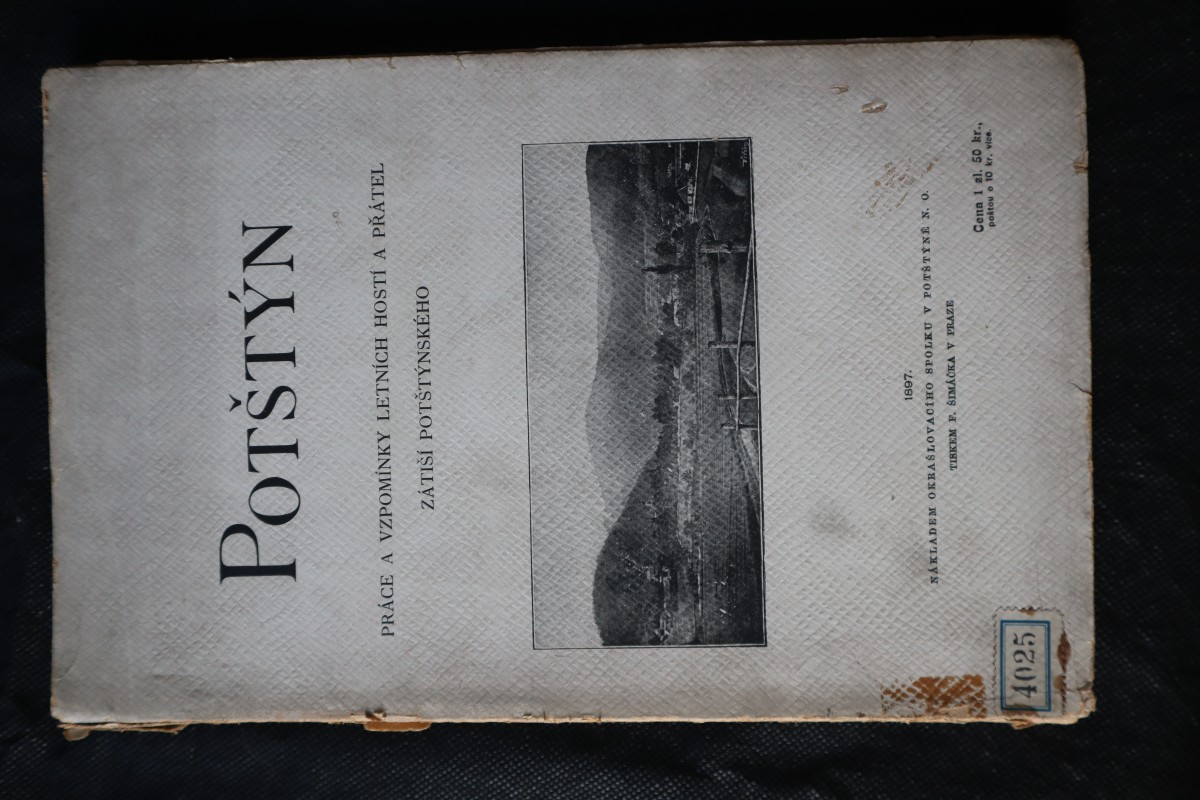 POTŠTÝN
PRÁCE A VZPOMÍNKY LETNÍCH HOSTÍ A PŘÁTEL
ZÁTIŠÍ POTŠTÝNSKÉHO
1897.
NÁKLADEM OKRAŠLOVACÍHO SPOLKU V POTŠTÝNĚ N. O.
TISKEM F. ŠIMÁČKA V PRAZE
Cena 1 zl. 50 kr.,
poštou o 10 kr. více.
4025